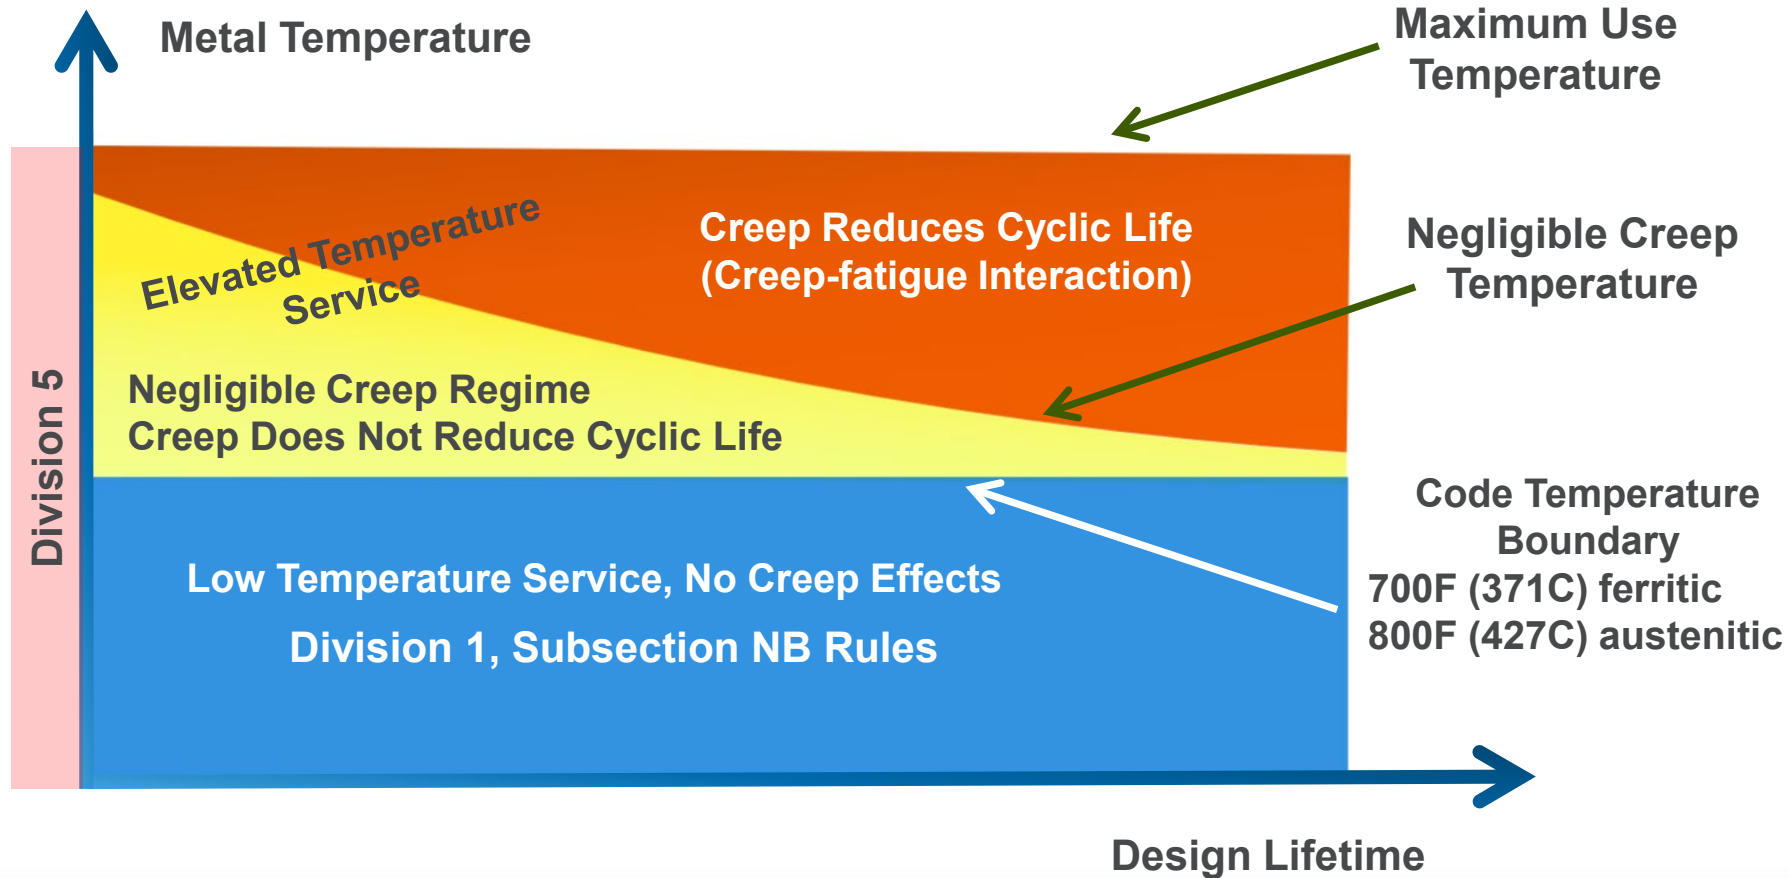 Metal Temperature
Maximum Use
Temperature
Elevated Temperature
Service
Creep Reduces Cyclic Life
(Creep-fatigue Interaction)
Negligible Creep
Temperature
Division 5
Negligible Creep Regime
Creep Does Not Reduce Cyclic Life
Code Temperature
Boundary
700F (371C) ferritic
800F (427C) austenitic
Low Temperature Service, No Creep Effects
Division 1, Subsection NB Rules
Design Lifetime